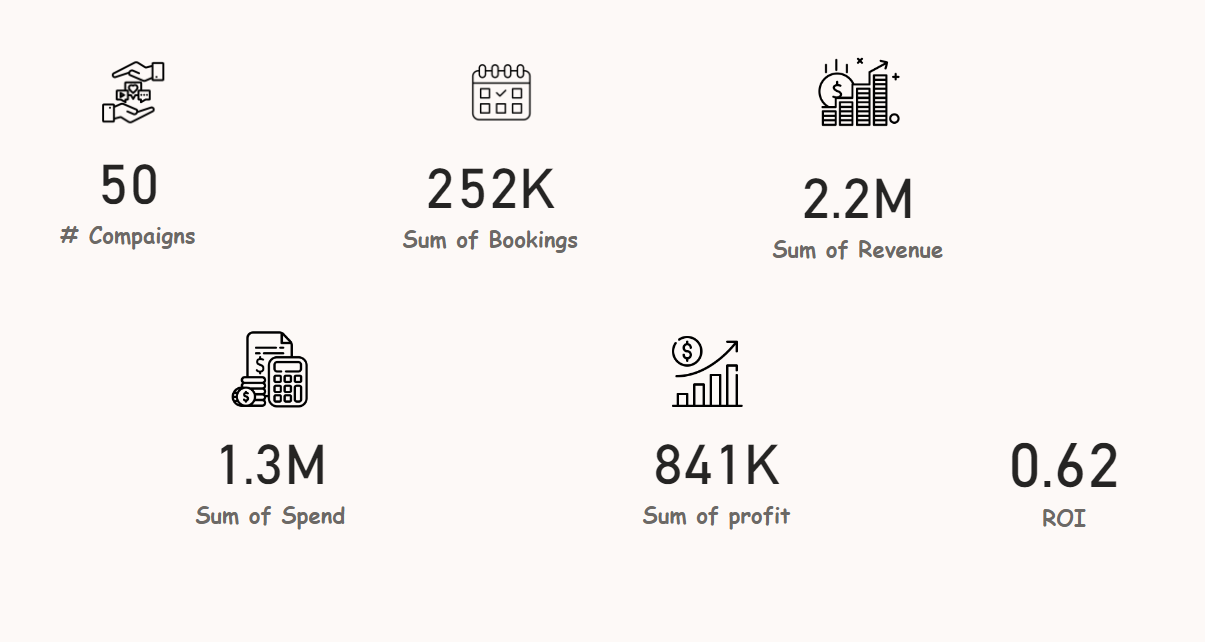 50
# Compaigns
252K
Sum of Bookings
2.2M
Sum of Revenue
1.3M
Sum of Spend
841K
Sum of profit
0.62
ROI